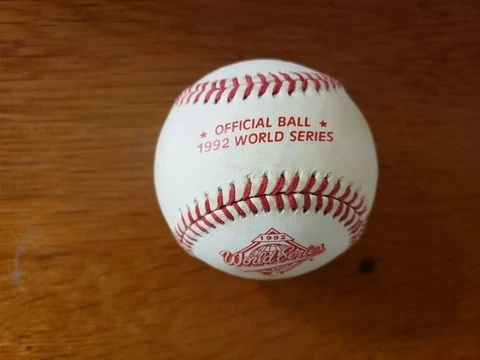 ★ OFFICIAL BALL ★
1992 WORLD SERIES
1992
World Series